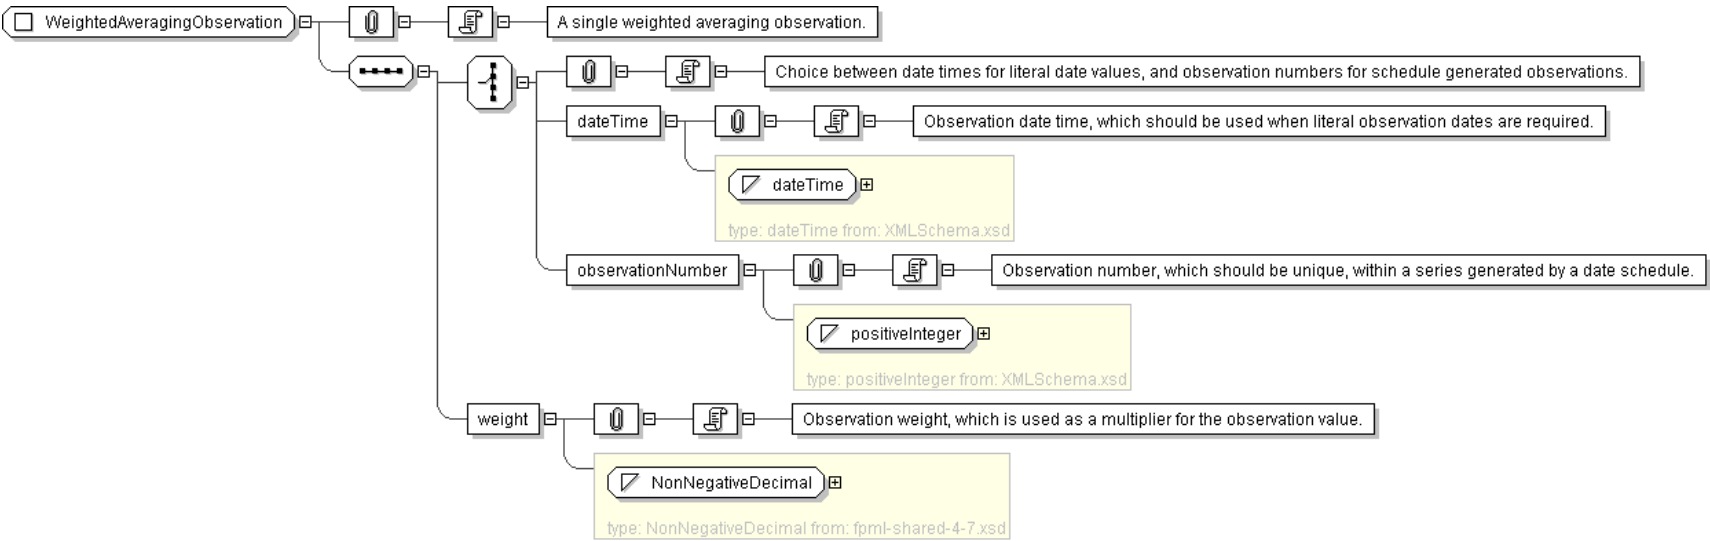 WeightedAveragingObservation
A single weighted averaging observation.
Choice between date times for literal date values, and observation numbers for schedule generated observations.
dateTime
Observation date time, which should be used when literal observation dates are required.
dateTime
type: dateTime from: XMLSchema.xsd
observationNumber
Observation number, which should be unique, within a series generated by a date schedule.
positiveInteger
type: positiveInteger from: XMLSchema.xsd
weight
Observation weight, which is used as a multiplier for the observation value.
NonNegativeDecimal
type: NonNegativeDecimal from: fpml-shared-4-7.xsd